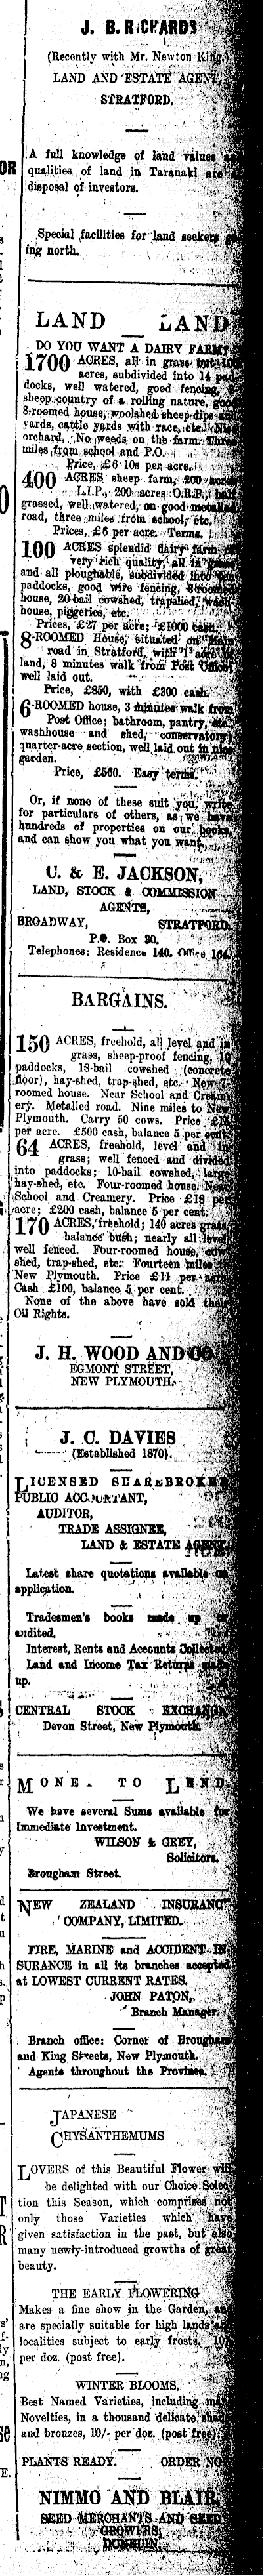 J. B. RICHARDS
(Recently with Mr. Newton King.)
LAND AND ESTATE AGENT,
STRATFORD.
A full knowledge of land values
qualities of land in Taranaki are
disposal of investors.
Special facilities for land seekers
ing north.
LAND LAND
DO YOU WANT A DAIRY FARM?
1700 ACRES, all in grass but 100
acres, subdivided into 14 pad-
docks, well watered, good fencing,
sheep country of a rolling nature, good
8-roomed house, woolshed sheep dips and
yards, cattle yards with race, etc. Nice
orchard, No weeds on the farm. Three
miles from school and P.O.
Price, £6 10s per acre.
400 ACRES sheep farm, 200 acres
L.I.P., 200 acres O.R.P., half
grassed, well watered, on good metalled
road, three miles from school, etc.
Prices, £6 per acre. Terms.
100 ACRES splendid dairy farm of
very rich quality, all in grass
and all ploughable, subdivided into ten
paddocks, good wire fencing, 8-roomed
house, 20-bail cowshed, trapshed, wash
house, piggeries, etc.
Prices, £27 per acre; £1000 cash.
8-ROOMED House, situated on Main
road in Stratford, with 1 acre of
land, 8 minutes walk from Post Office,
well laid out.
Price, £850, with £300 cash.
6-ROOMED house, 3 minutes walk from
Post Office; bathroom, pantry, etc.
washhouse and shed, conservatory
quarter-acre section, well laid out in nice
garden.
Price, £560. Easy terms.
Or, if none of these suit you, write
for particulars of others, as we have
hundreds of properties on our books,
and can show you what you want.
U. & E. JACKSON,
LAND, STOCK & COMMISSION
AGENTS,
BROADWAY, STRATFORD.
P.O. Box 30.
Telephones: Residence 140. Office 164.
BARGAINS.
150 ACRES, freehold, all level and in
grass, sheep-proof fencing, 10
paddocks, 18-bail cowshed (concrete
floor), hay-shed, trap-shed, etc. New 7-
roomed house. Near School and Cream-
ery. Metalled road. Nine miles to New
Plymouth. Carry 50 cows. Price
per acre. £500 cash, balance 5 per cent.
64 ACRES, freehold, level and in
grass; well fenced and divided
into paddocks; 10-bail cowshed, large
hay-shed, etc. Four-roomed house. Near
School and Creamery. Price £18 per
acre; £200 cash, balance 5 per cent.
170 ACRES, freehold; 140 acres grass,
balance bush; nearly all level
well fenced. Four-roomed house, cow
shed, trap-shed, etc. Fourteen miles
New Plymouth. Price £11 per acre
Cash £100, balance 5 per cent.
None of the above have sold their
Oil Rights.
J. H. WOOD AND CO
EGMONT STREET,
NEW PLYMOUTH.
J. C. DAVIES
(Established 1870).
LICENSED SHAREBROKER
PUBLIC ACCOUNTANT,
AUDITOR,
TRADE ASSIGNEE,
LAND & ESTATE AGENT.
Latest share quotations available on
application.
Tradesmen's books made up or
audited.
Interest, Rents and Accounts Collected
Land and Income Tax Returns made
up.
CENTRAL STOCK EXCHANGE
Devon Street, New Plymouth.
MONEY TO LEND.
We have several Sums available for
Immediate Investment.
WILSON & GREY,
Solicitors.
Brougham Street.
NEW ZEALAND INSURANCE
COMPANY, LIMITED.
FIRE, MARINE and ACCIDENT IN-
SURANCE in all its branches accepted
at LOWEST CURRENT RATES.
JOHN PATON,
Branch Manager.
Branch office: Corner of Brougham
and King Streets, New Plymouth.
Agents throughout the Province.
JAPANESE
CHYSANTHEMUMS
LOVERS of this Beautiful Flower will
be delighted with our Choice Selec-
tion this Season, which comprises not
only those Varieties which have
given satisfaction in the past, but also
many newly-introduced growths of great
beauty.
THE EARLY FLOWERING
Makes a fine show in the Garden, and
are specially suitable for high lands and
localities subject to early frosts. 10/-
per doz. (post free).
WINTER BLOOMS,
Best Named Varieties, including many
Novelties, in a thousand delicate shades
and bronzes, 10/- per doz. (post free).
PLANTS READY. ORDER NOW
NIMMO AND BLAIR,
SEED MERCHANTS AND SEED
GROWERS,
DUNEDIN.